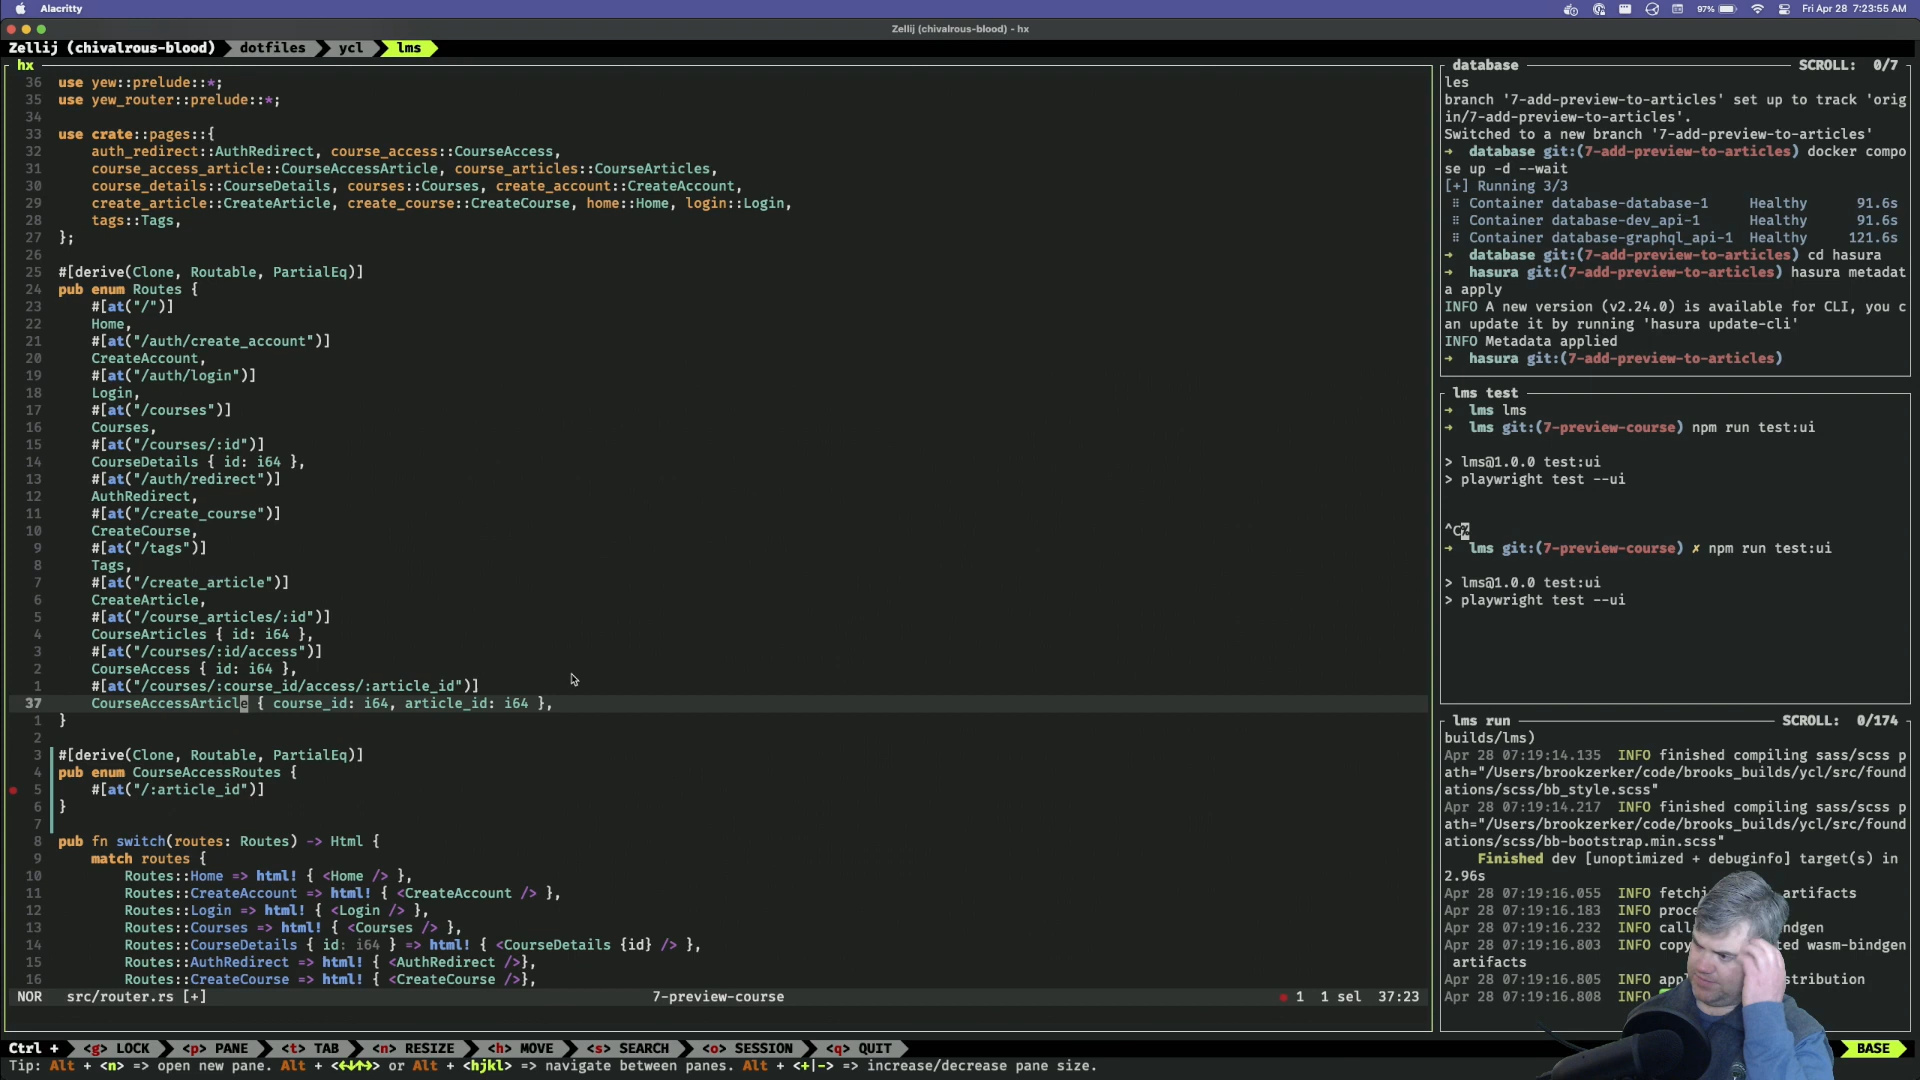 Alacritty
97% Fri Apr 28 7:23:55 AM
Zellij (chivalrous-blood) - hx
Zellij (chivalrous-blood) dotfiles ycl lms
hx
36 use yew::prelude::*;
35 use yew_router::prelude::*;
34
33 use crate::pages::{
32 auth_redirect::AuthRedirect, course_access::CourseAccess,
31 course_access_article::CourseAccessArticle, course_articles::CourseArticles,
30 course_details::CourseDetails, courses::Courses, create_account::CreateAccount,
29 create_article::CreateArticle, create_course::CreateCourse, home::Home, login::Login,
28 tags::Tags,
27 };
26
25 #[derive(Clone, Routable, PartialEq)]
24 pub enum Routes {
23 #[at("/")]
22 Home,
21 #[at("/auth/create_account")]
20 CreateAccount,
19 #[at("/auth/login")]
18 Login,
17 #[at("/courses")]
16 Courses,
15 #[at("/courses/:id")]
14 CourseDetails { id: i64 },
13 #[at("/auth/redirect")]
12 AuthRedirect,
11 #[at("/create_course")]
10 CreateCourse,
9 #[at("/tags")]
8 Tags,
7 #[at("/create_article")]
6 CreateArticle,
5 #[at("/course_articles/:id")]
4 CourseArticles { id: i64 },
3 #[at("/courses/:id/access")]
2 CourseAccess { id: i64 },
1 #[at("/courses/:course_id/access/:article_id")]
37 CourseAccessArticle { course_id: i64, article_id: i64 },
1 }
2
3 #[derive(Clone, Routable, PartialEq)]
4 pub enum CourseAccessRoutes {
5 #[at("/:article_id")]
6 }
7
8 pub fn switch(routes: Routes) -> Html {
9 match routes {
10 Routes::Home => html! { <Home /> },
11 Routes::CreateAccount => html! { <CreateAccount /> },
12 Routes::Login => html! { <Login /> },
13 Routes::Courses => html! { <Courses /> },
14 Routes::CourseDetails { id: i64 } => html! { <CourseDetails {id} /> },
15 Routes::AuthRedirect => html! { <AuthRedirect />},
16 Routes::CreateCourse => html! { <CreateCourse />},
NOR src/router.rs [+] 7-preview-course 1 1 sel 37:23
database SCROLL: 0/7
les
branch '7-add-preview-to-articles' set up to track 'orig
in/7-add-preview-to-articles'.
Switched to a new branch '7-add-preview-to-articles'
→ database git:(7-add-preview-to-articles) docker compo
se up -d --wait
[+] Running 3/3
⠿ Container database-database-1 Healthy 91.6s
⠿ Container database-dev_api-1 Healthy 91.6s
⠿ Container database-graphql_api-1 Healthy 121.6s
→ database git:(7-add-preview-to-articles) cd hasura
→ hasura git:(7-add-preview-to-articles) hasura metadat
a apply
INFO A new version (v2.24.0) is available for CLI, you c
an update it by running 'hasura update-cli'
INFO Metadata applied
→ hasura git:(7-add-preview-to-articles)
lms test
→ lms lms
→ lms git:(7-preview-course) npm run test:ui
> lms@1.0.0 test:ui
> playwright test --ui
^C%
→ lms git:(7-preview-course) ✗ npm run test:ui
> lms@1.0.0 test:ui
> playwright test --ui
lms run SCROLL: 0/174
builds/lms)
Apr 28 07:19:14.135 INFO finished compiling sass/scss p
ath="/Users/brookzerker/code/brooks_builds/ycl/src/found
ations/scss/bb_style.scss"
Apr 28 07:19:14.217 INFO finished compiling sass/scss p
ath="/Users/brookzerker/code/brooks_builds/ycl/src/found
ations/scss/bb-bootstrap.min.scss"
Finished dev [unoptimized + debuginfo] target(s) in
2.96s
Apr 28 07:19:16.055 INFO artifacts
Apr 28 07:19:16.183 INFO
Apr 28 07:19:16.232 INFO
Apr 28 07:19:16.803 INFO wasm-bindgen
artifacts
Apr 28 07:19:16.805 INFO
Apr 28 07:19:16.808 INFO
Ctrl + <g> LOCK <p> PANE <t> TAB <n> RESIZE <h> MOVE <s> SEARCH <o> SESSION <q> QUIT BASE
Tip: Alt + <n> => open new pane. Alt + <←↓↑→> or Alt + <hjkl> => navigate between panes. Alt + <+|-> => increase/decrease pane size.